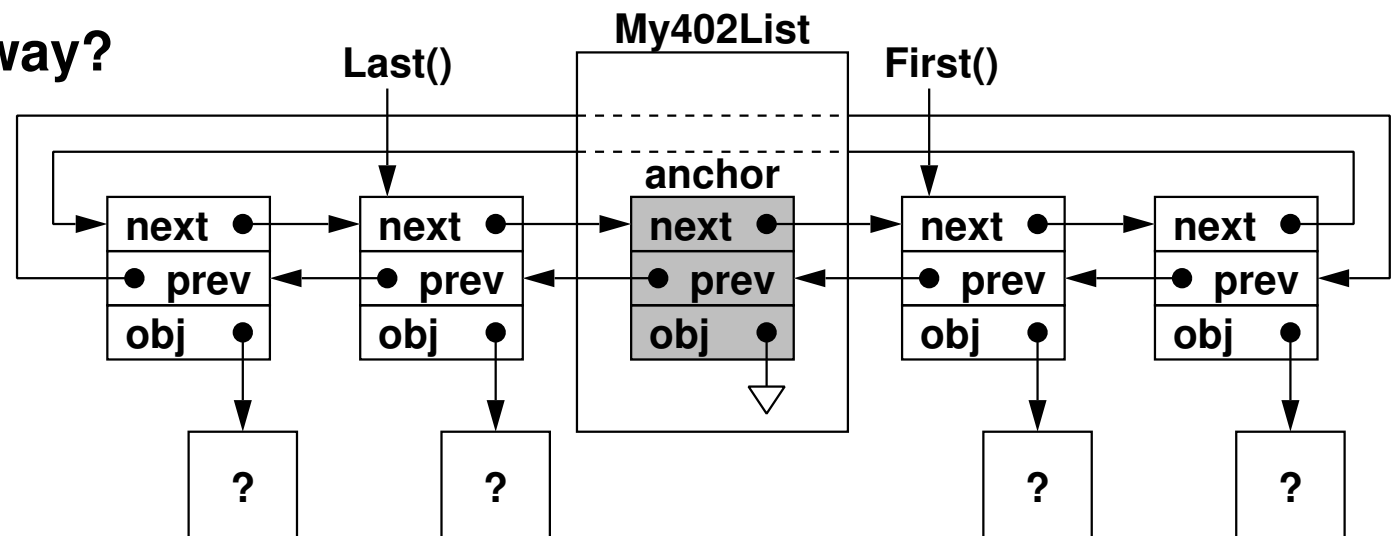 My402List
way?
Last()
First()
anchor
next next next next next
prev prev prev prev prev
obj obj obj obj obj
? ? ? ?